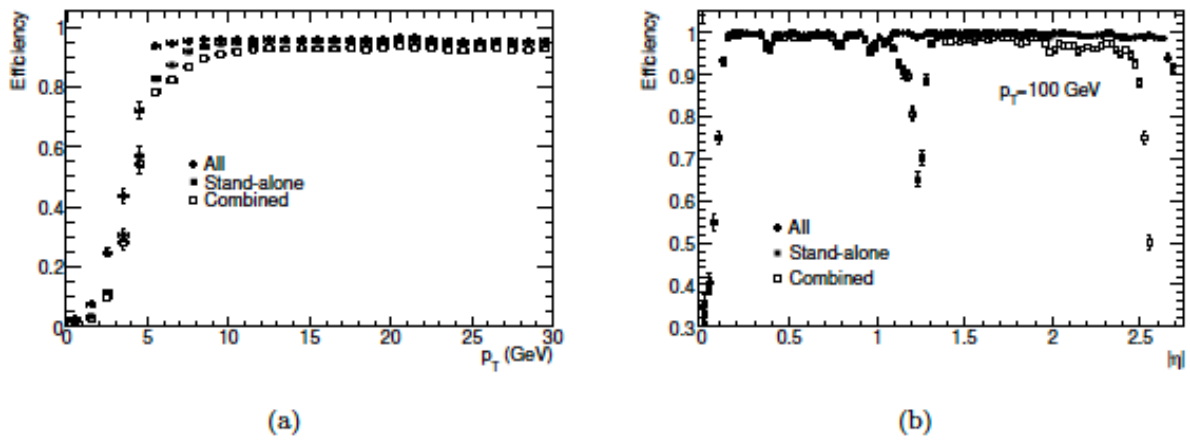 Efficiency
1
0.8
0.6
0.4
0.2
0
All
Stand-alone
Combined
0 5 10 15 20 25 30
p_T (GeV)
(a)
Efficiency
1
0.9
0.8
0.7
0.6
0.5
0.4
0.3
p_T=100 GeV
All
Stand-alone
Combined
0 0.5 1 1.5 2 2.5
|η|
(b)